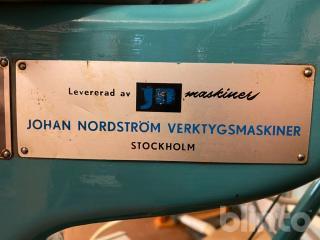 Levererad av JN maskiner
JOHAN NORDSTRÖM VERKTYGSMASKINER
STOCKHOLM
blinto